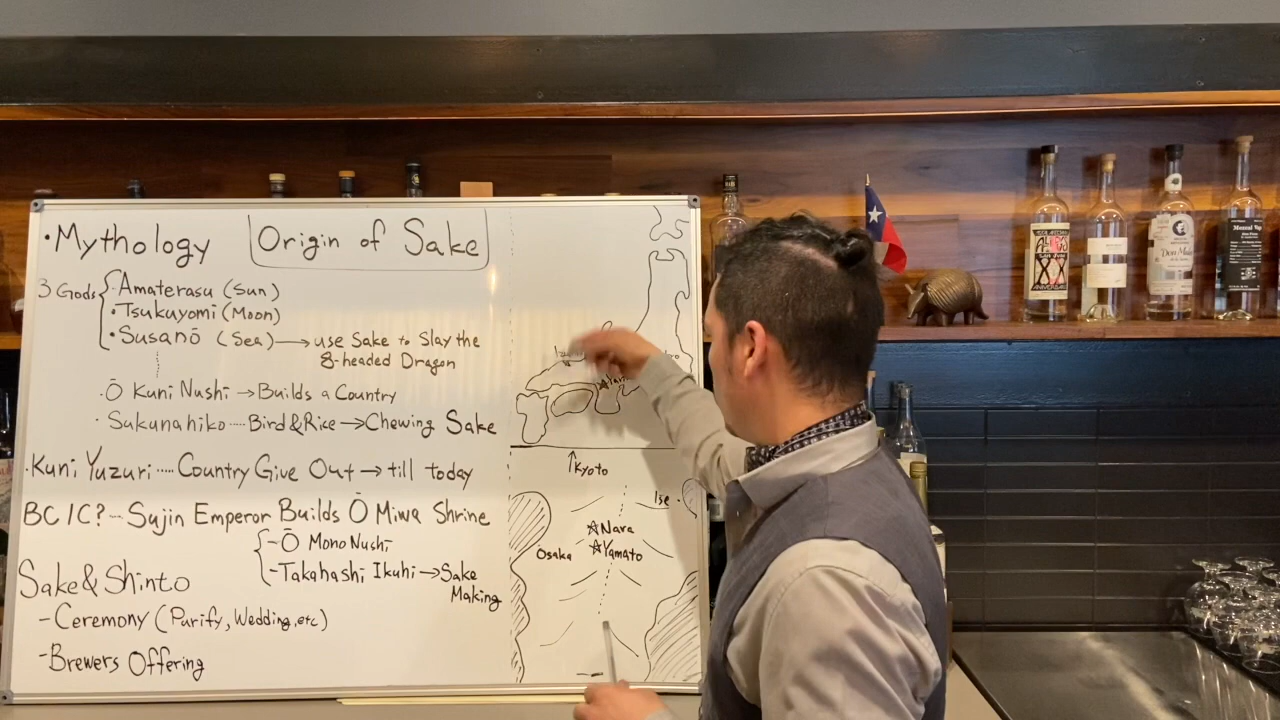 Origin of Sake
·Mythology
3 Gods
·Amaterasu (Sun)
·Tsukuyomi (Moon)
·Susanō (Sea) → use Sake to Slay the
8-headed Dragon
·Ō Kuni Nushi → Builds a Country
·Sukunahiko ···· Bird & Rice → Chewing Sake
·Kuni Yuzuri ···· Country Give Out → till today
BC 1C? ··· Sujin Emperor Builds Ō Miwa Shrine
-Ō Mono Nushi
-Takahashi Ikuhi → Sake
Making
Sake & Shinto
-Ceremony (Purify, Wedding, etc)
-Brewers Offering
↑Kyoto
Ise ·
☆Nara
Osaka ☆Yamato
Mezcal